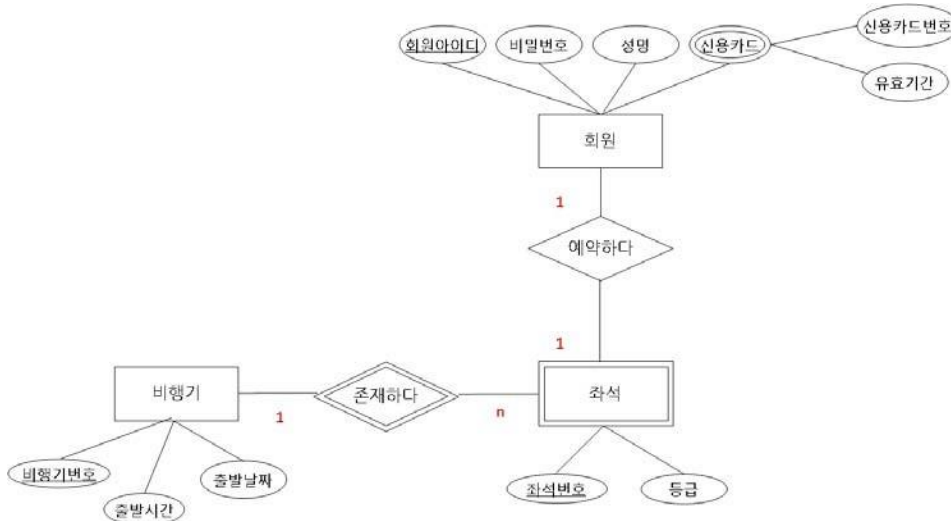 신용카드번호
회원아이디
비밀번호
성명
신용카드
유효기간
회원
1
예약하다
1
비행기
존재하다
좌석
1
n
비행기번호
출발시간
출발날짜
좌석번호
등급